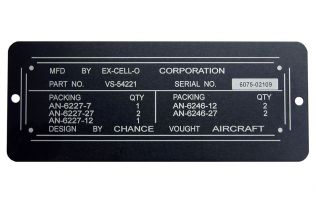 MFD BY EX-CELL-O CORPORATION
PART NO. VS-54221 SERIAL NO. 6075-02109
PACKING QTY PACKING QTY
AN-6227-7 1 AN-6246-12 2
AN-6227-27 2 AN-6246-27 2
AN-6227-12 1
DESIGN BY CHANCE VOUGHT AIRCRAFT